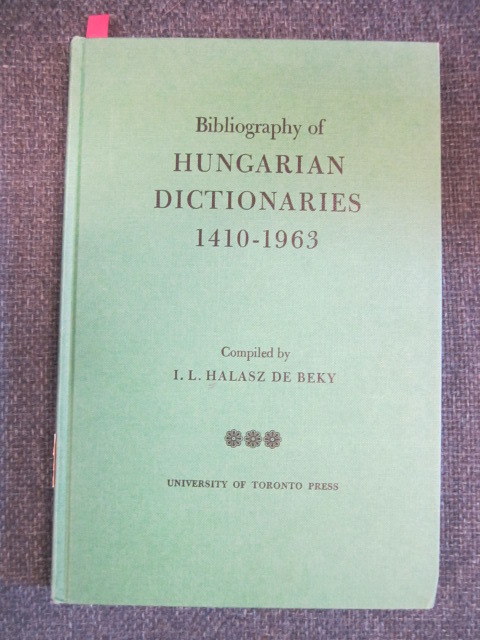 Bibliography of
HUNGARIAN
DICTIONARIES
1410-1963
Compiled by
I. L. HALASZ DE BEKY
UNIVERSITY OF TORONTO PRESS